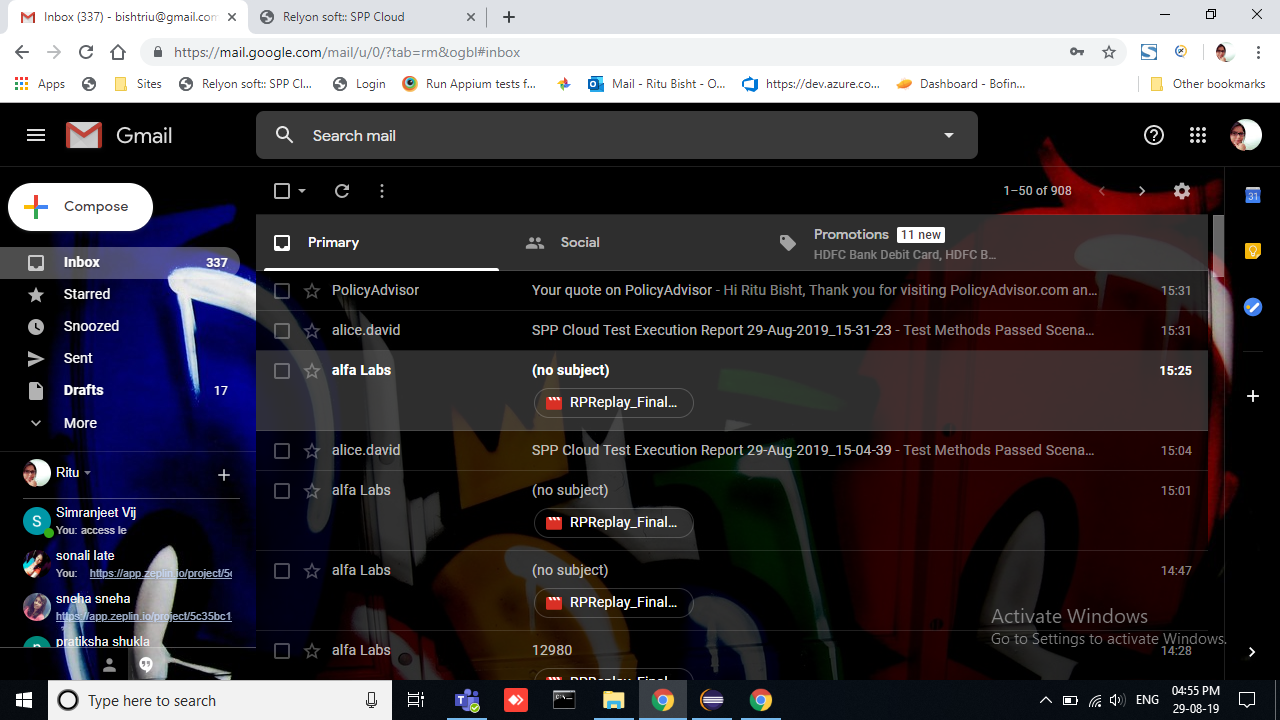 Inbox (337) - bishtriu@gmail.com
Relyon soft:: SPP Cloud
https://mail.google.com/mail/u/0/?tab=rm&ogbl#inbox
Apps
Sites
Relyon soft:: SPP Cl...
Login
Run Appium tests f...
Mail - Ritu Bisht - O...
https://dev.azure.co...
Dashboard - Bofin...
Other bookmarks
Gmail
Search mail
Compose
1–50 of 908
31
Primary
Social
Promotions 11 new
HDFC Bank Debit Card, HDFC B...
Inbox 337
Starred
Snoozed
Sent
Drafts 17
More
PolicyAdvisor Your quote on PolicyAdvisor - Hi Ritu Bisht, Thank you for visiting PolicyAdvisor.com an... 15:31
alice.david SPP Cloud Test Execution Report 29-Aug-2019_15-31-23 - Test Methods Passed Scena... 15:31
alfa Labs (no subject) 15:25
RPReplay_Final...
alice.david SPP Cloud Test Execution Report 29-Aug-2019_15-04-39 - Test Methods Passed Scena... 15:04
alfa Labs (no subject) 15:01
RPReplay_Final...
alfa Labs (no subject) 14:47
RPReplay_Final...
alfa Labs 12980 14:28
RPReplay_Final...
Ritu
S
Simranjeet Vij
You: access le
sonali late
You: https://app.zeplin.io/project/5
sneha sneha
https://app.zeplin.io/project/5c35bc1
pratiksha shukla
Activate Windows
Go to Settings to activate Windows.
Type here to search
ENG
04:55 PM
29-08-19